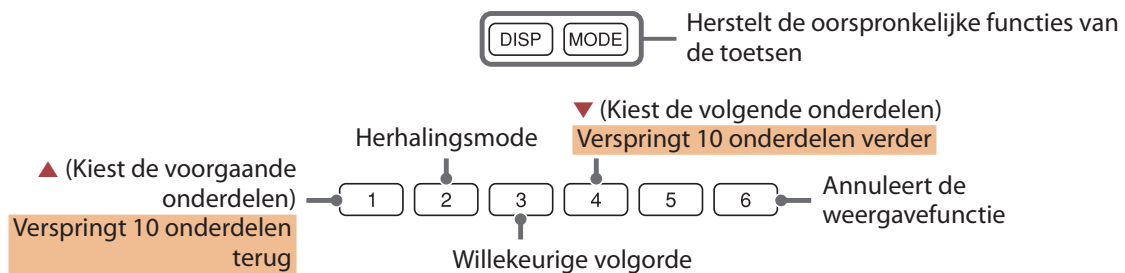 DISP MODE
Herstelt de oorspronkelijke functies van
de toetsen
▼ (Kiest de volgende onderdelen)
Verspringt 10 onderdelen verder
Herhalingsmode
▲ (Kiest de voorgaande
onderdelen)
Verspringt 10 onderdelen
terug
1 2 3 4 5 6
Annuleert de
weergavefunctie
Willekeurige volgorde